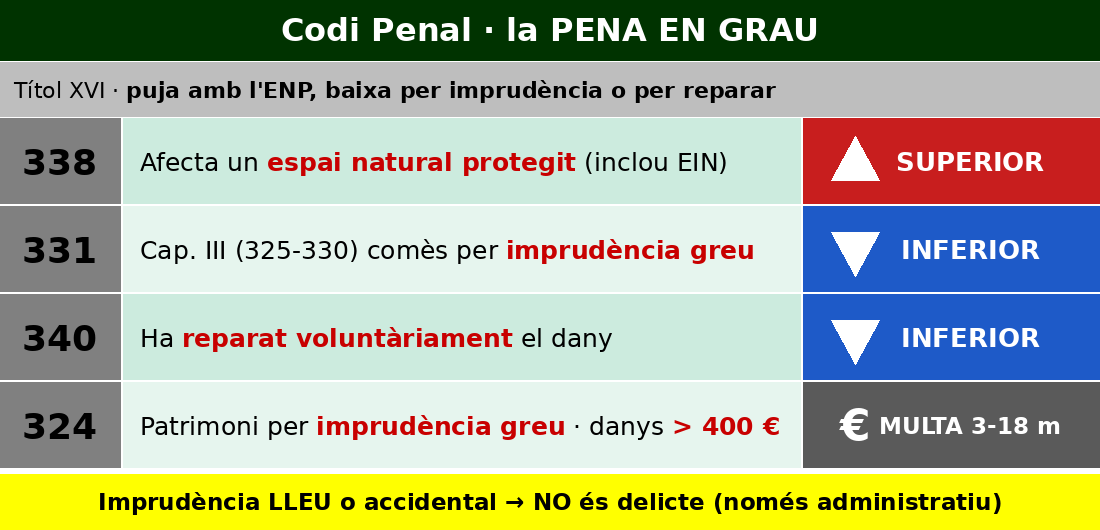 Codi Penal · la PENA EN GRAU
Títol XVI · puja amb l'ENP, baixa per imprudència o per reparar
338 Afecta un espai natural protegit (inclou EIN) ▲ SUPERIOR
331 Cap. III (325-330) comès per imprudència greu ▼ INFERIOR
340 Ha reparat voluntàriament el dany ▼ INFERIOR
324 Patrimoni per imprudència greu · danys > 400 € € MULTA 3-18 m
Imprudència LLEU o accidental → NO és delicte (només administratiu)